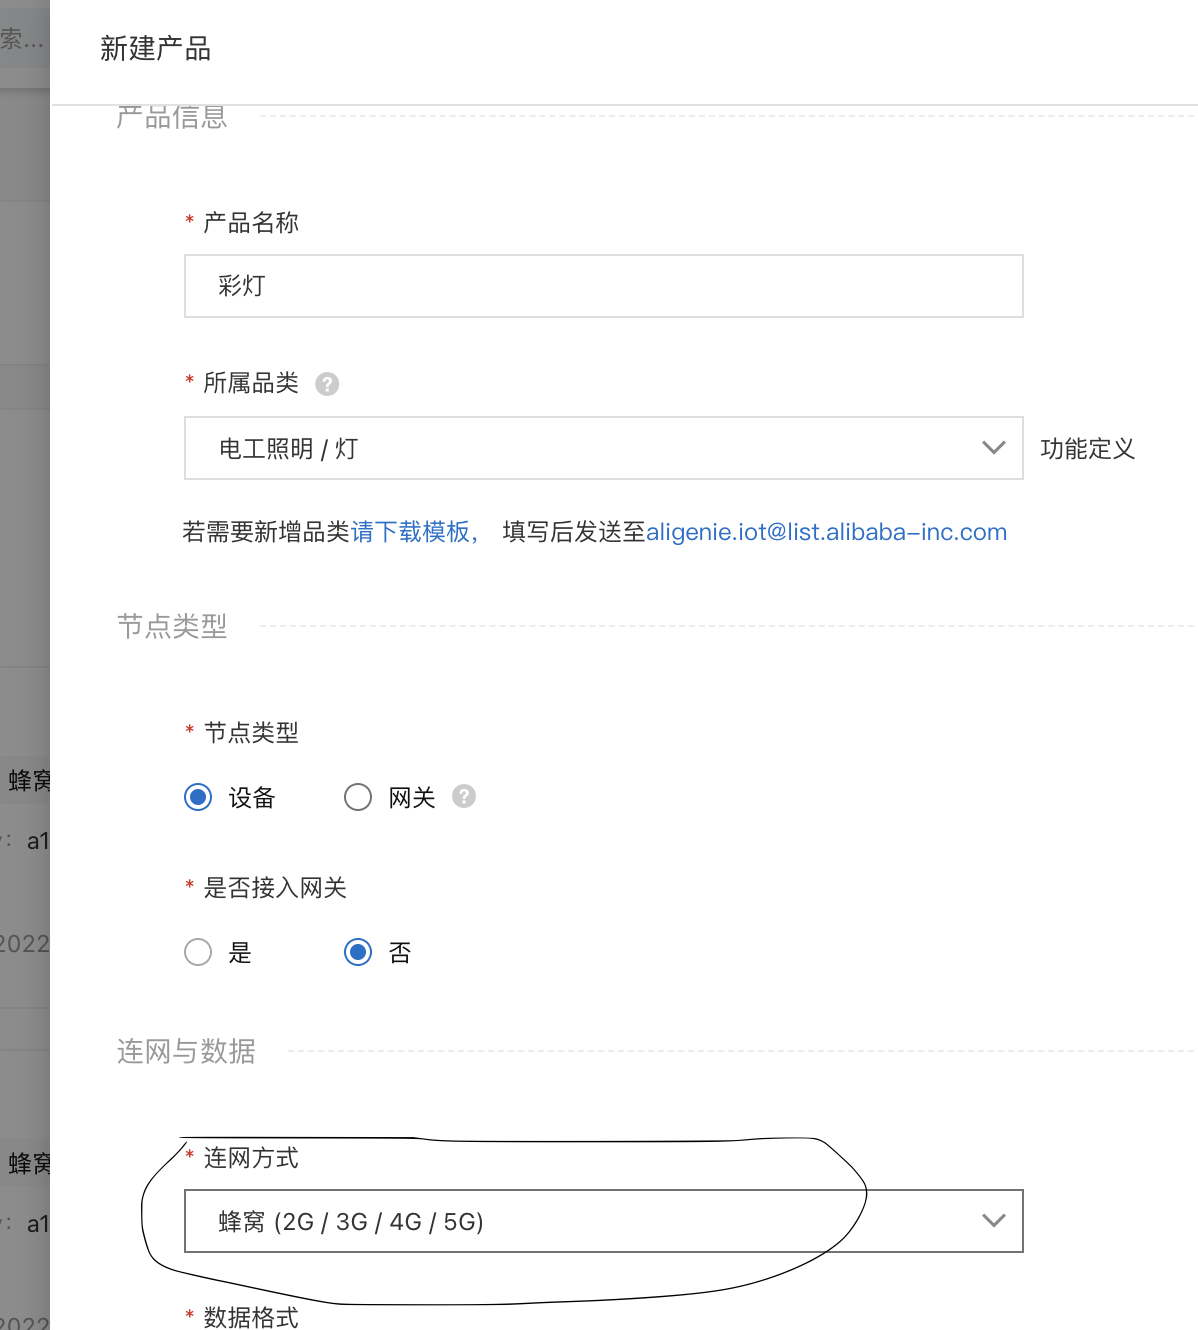 索...
新建产品
产品信息
* 产品名称
彩灯
* 所属品类 ?
电工照明 / 灯
功能定义
若需要新增品类请下载模板， 填写后发送至aligenie.iot@list.alibaba-inc.com
节点类型
* 节点类型
蜂窝
设备 网关 ?
a1
* 是否接入网关
2022
是 否
连网与数据
* 连网方式
蜂窝
蜂窝 (2G / 3G / 4G / 5G)
a1
* 数据格式
2022